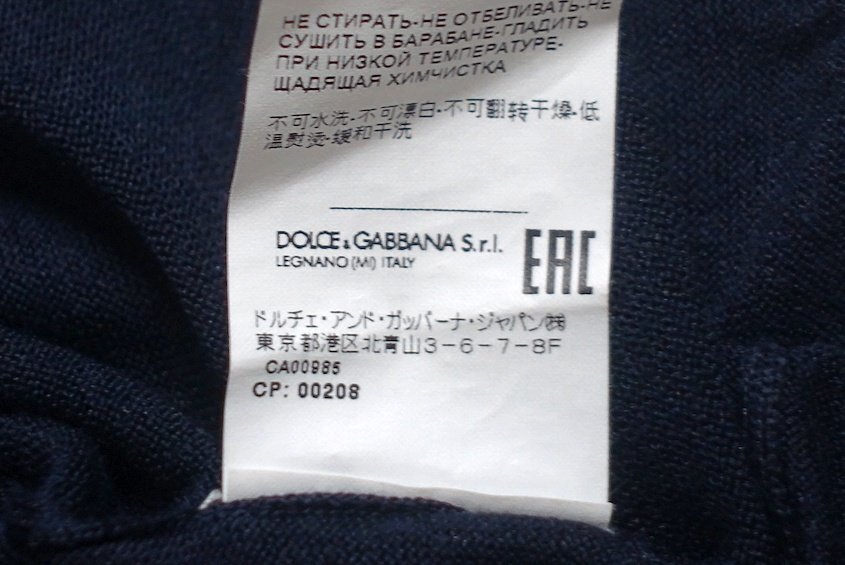 НЕ СТИРАТЬ-НЕ ОТБЕЛИВАТЬ-НЕ
СУШИТЬ В БАРАБАНЕ-ГЛАДИТЬ
ПРИ НИЗКОЙ ТЕМПЕРАТУРЕ-
ЩАДЯЩАЯ ХИМЧИСТКА
不可水洗-不可漂白-不可翻转干燥-低
温熨烫-缓和干洗
DOLCE & GABBANA S.r.l.
LEGNANO (MI) ITALY
EAC
ドルチェ・アンド・ガッバーナ・ジャパン㈱
東京都港区北青山3-6-7-8F
CA00985
CP: 00208